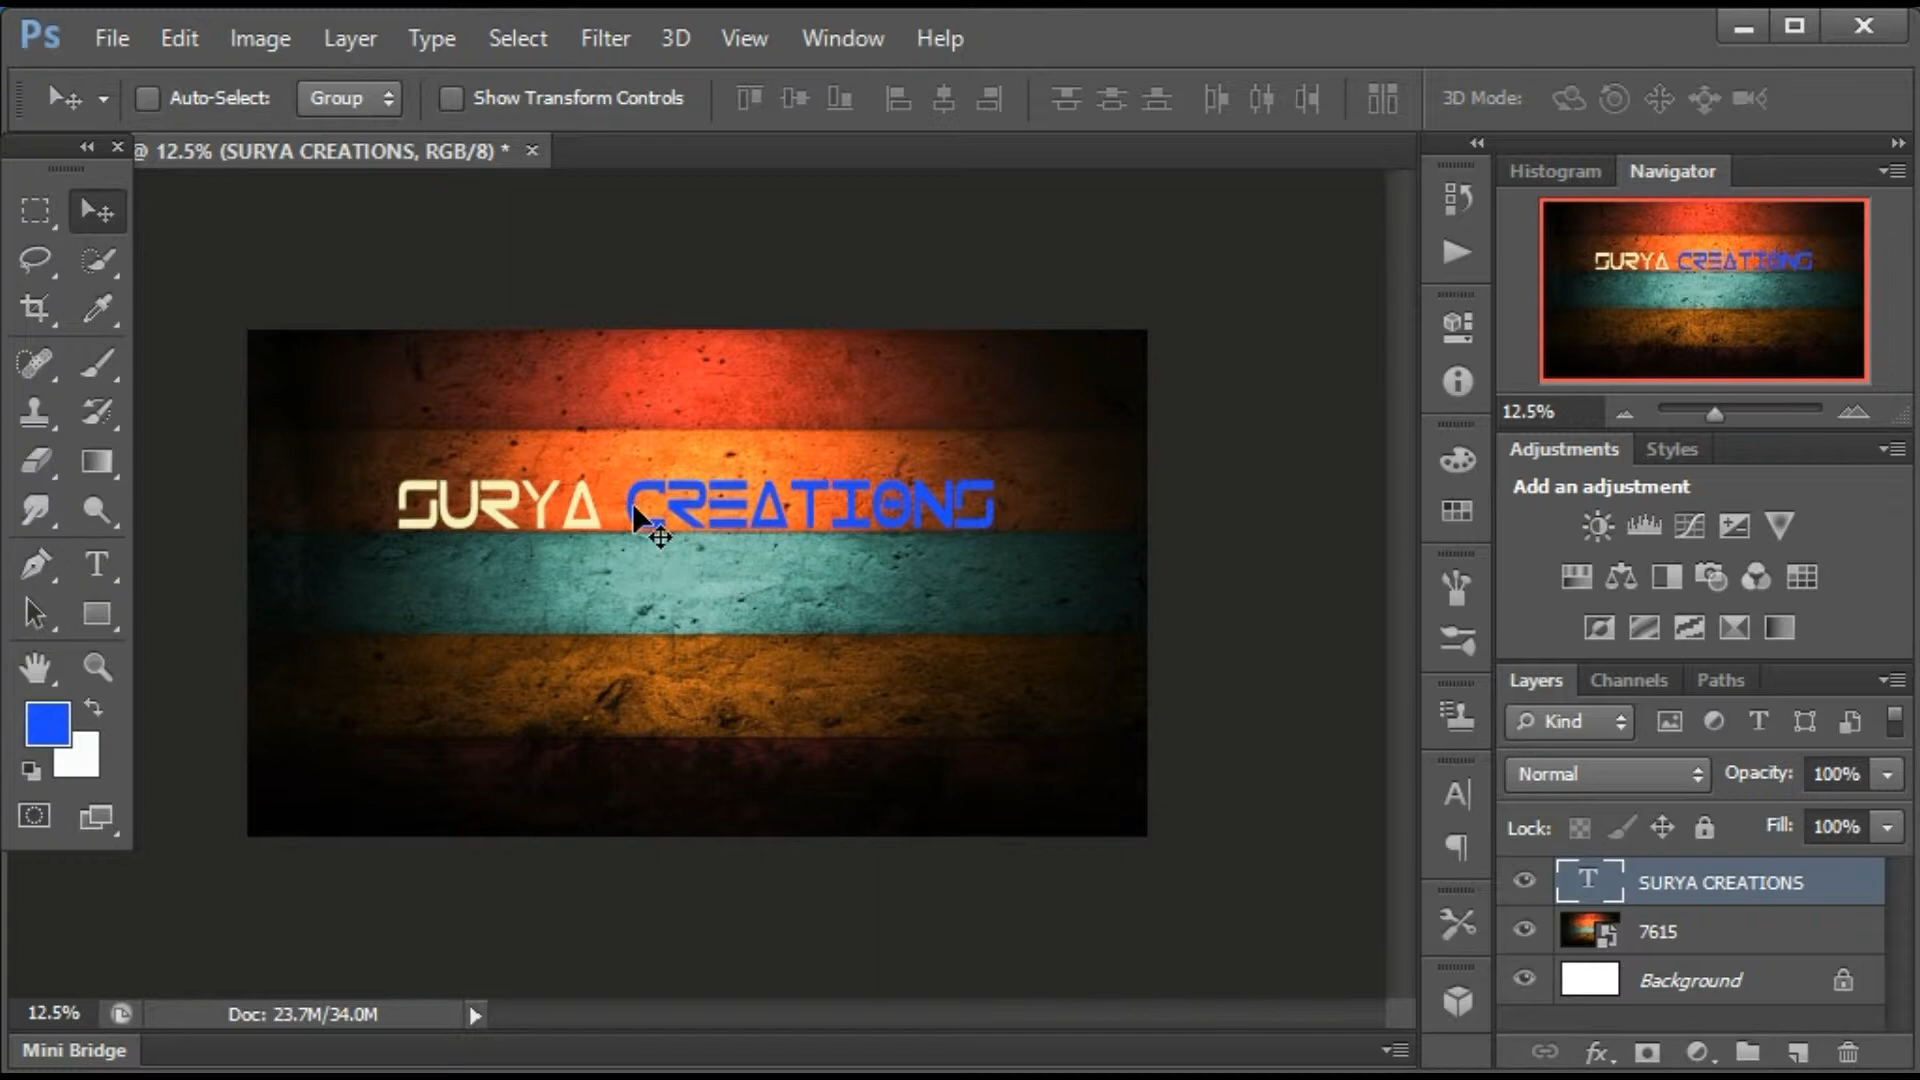 Ps File Edit Image Layer Type Select Filter 3D View Window Help
Auto-Select: Group Show Transform Controls 3D Mode:
@ 12.5% (SURYA CREATIONS, RGB/8) *
Histogram Navigator
SURYA CREATIONS
12.5%
Adjustments Styles
Add an adjustment
SURYA CREATIONS
Layers Channels Paths
Kind
Normal Opacity: 100%
Lock: Fill: 100%
SURYA CREATIONS
7615
Background
12.5% Doc: 23.7M/34.0M
Mini Bridge